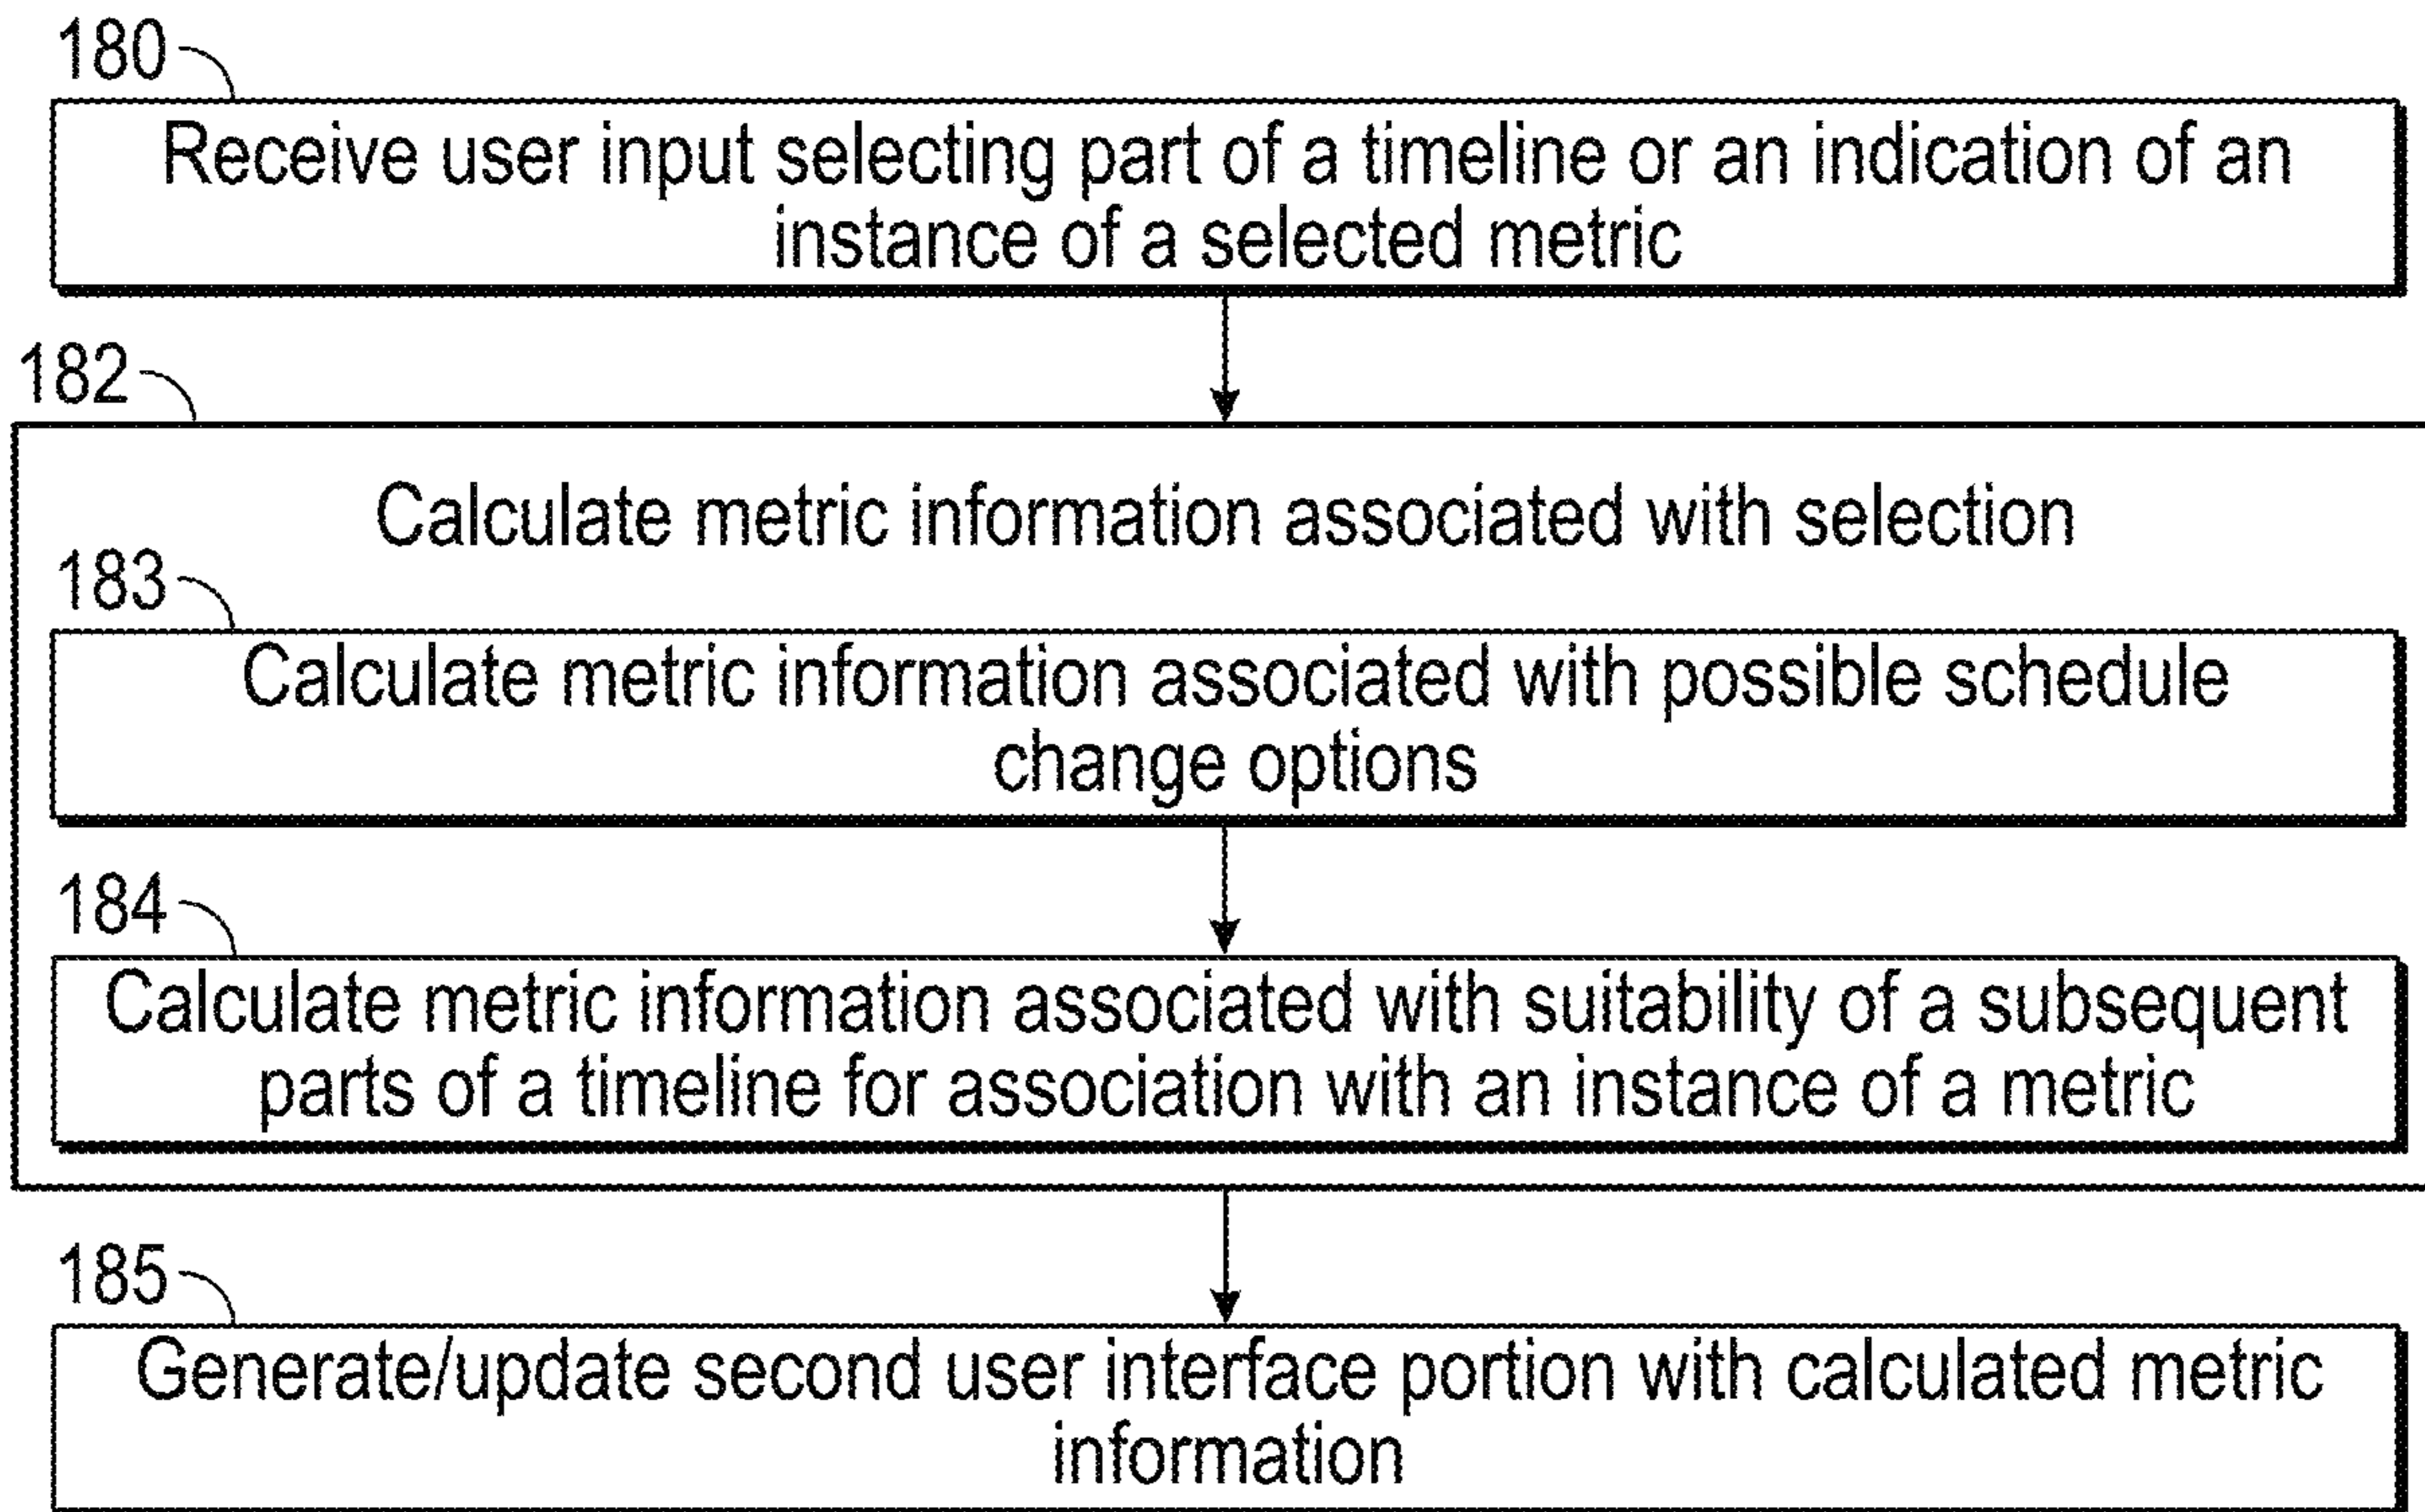 180
Receive user input selecting part of a timeline or an indication of an
instance of a selected metric
182
Calculate metric information associated with selection
183
Calculate metric information associated with possible schedule
change options
184
Calculate metric information associated with suitability of a subsequent
parts of a timeline for association with an instance of a metric
185
Generate/update second user interface portion with calculated metric
information